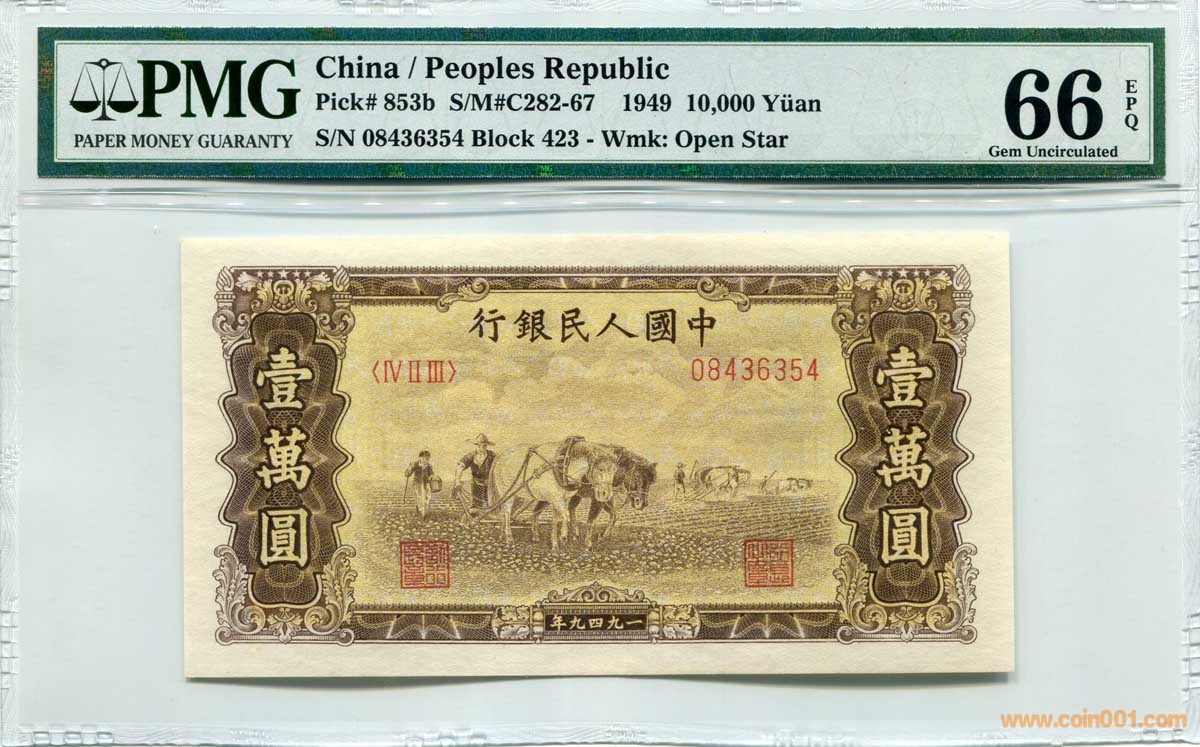 PMG
PAPER MONEY GUARANTY
China / Peoples Republic
Pick# 853b S/M#C282-67 1949 10,000 Yüan
S/N 08436354 Block 423 - Wmk: Open Star
66
EPQ
Gem Uncirculated
行銀民人國中
〈IV II III〉
08436354
壹萬圓
壹萬圓
年九四九一
www.coin001.com